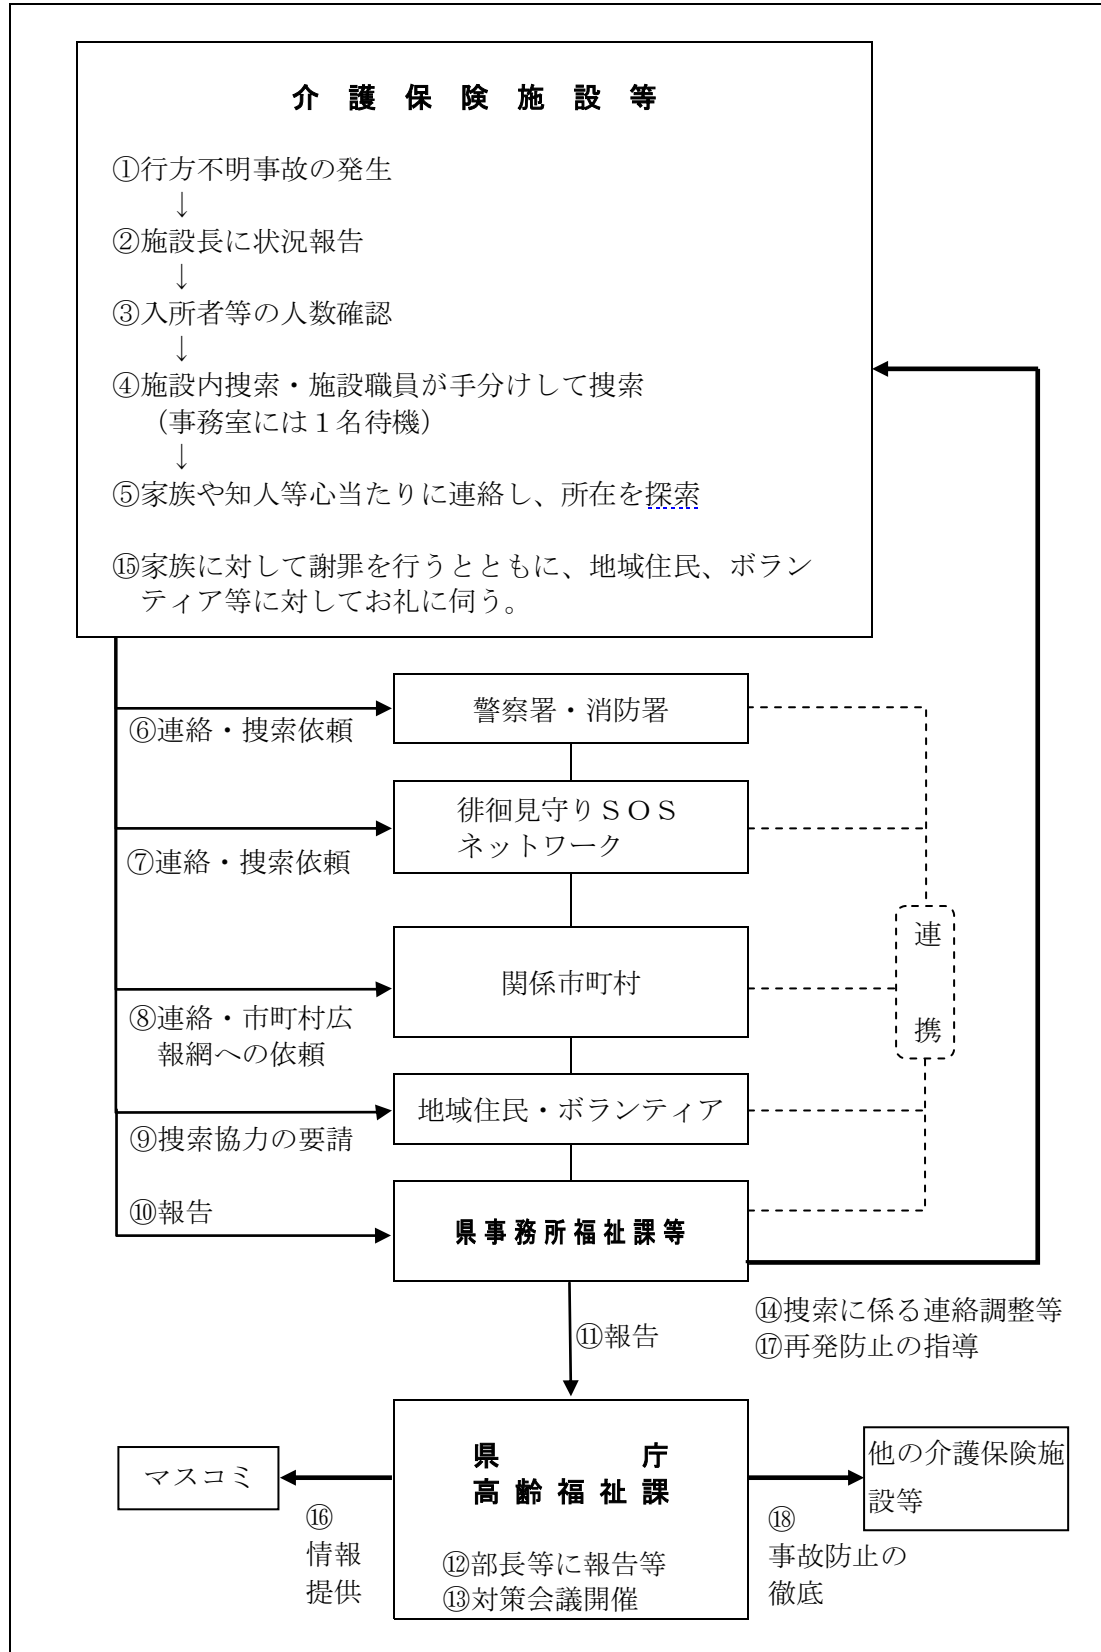 介護保険施設等
①行方不明事故の発生
↓
②施設長に状況報告
↓
③入所者等の人数確認
↓
④施設内捜索・施設職員が手分けして捜索
（事務室には１名待機）
↓
⑤家族や知人等心当たりに連絡し、所在を探索
⑮家族に対して謝罪を行うとともに、地域住民、ボラン
ティア等に対してお礼に伺う。
警察署・消防署
⑥連絡・捜索依頼
徘徊見守りＳＯＳ
ネットワーク
⑦連絡・捜索依頼
連
携
関係市町村
⑧連絡・市町村広
報網への依頼
地域住民・ボランティア
⑨捜索協力の要請
⑩報告
県事務所福祉課等
⑭捜索に係る連絡調整等
⑰再発防止の指導
⑪報告
県庁
高齢福祉課
⑫部長等に報告等
⑬対策会議開催
マスコミ
⑯
情報
提供
他の介護保険施
設等
⑱
事故防止の
徹底